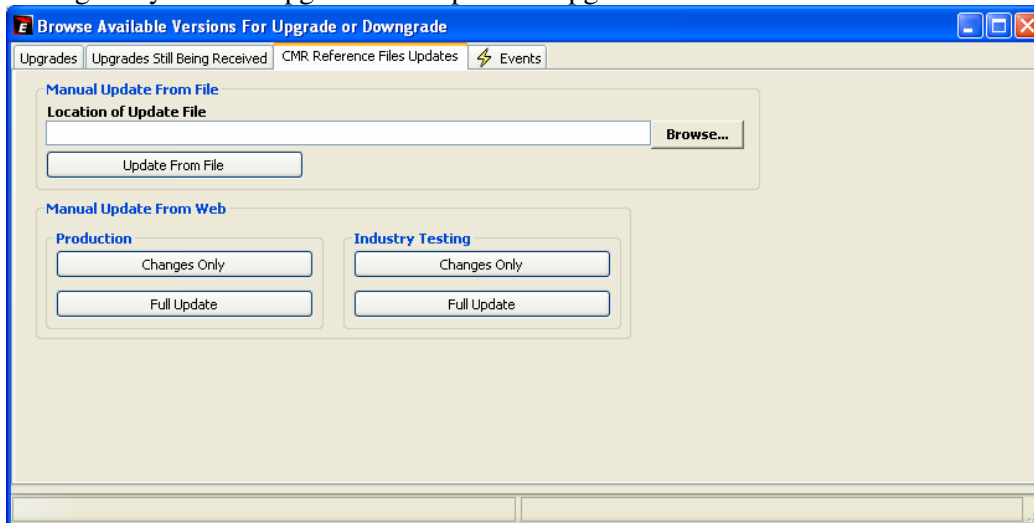 Browse Available Versions For Upgrade or Downgrade
Upgrades Upgrades Still Being Received CMR Reference Files Updates Events
Manual Update From File
Location of Update File
Browse...
Update From File
Manual Update From Web
Production Industry Testing
Changes Only Changes Only
Full Update Full Update